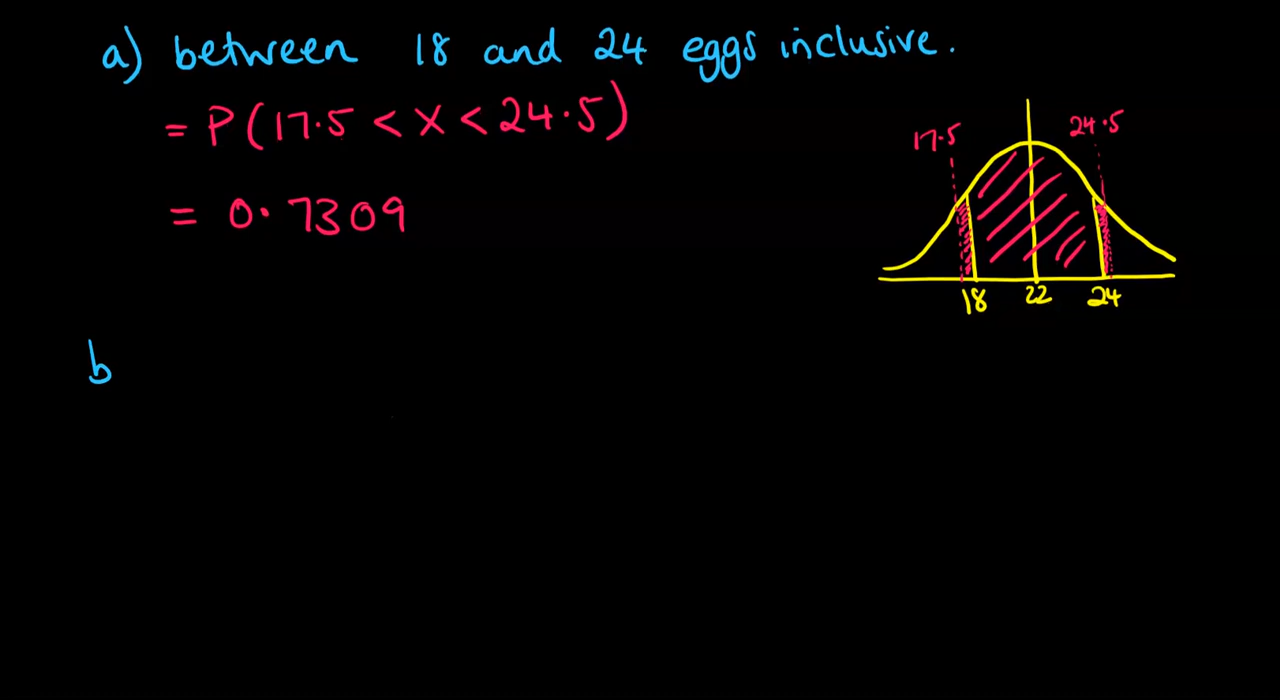 a) between 18 and 24 eggs inclusive.
= P(17.5 < X < 24.5)
= 0.7309
17.5 24.5
18 22 24
b